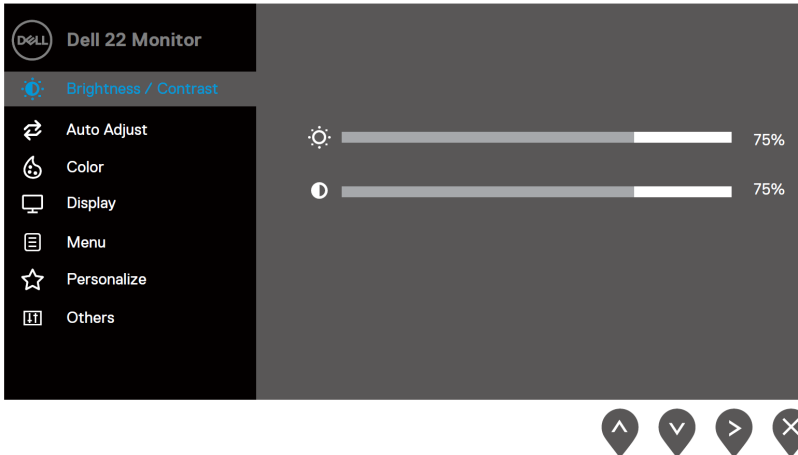 DELL Dell 22 Monitor
Brightness / Contrast
Auto Adjust
75%
Color
Display
75%
Menu
Personalize
Others